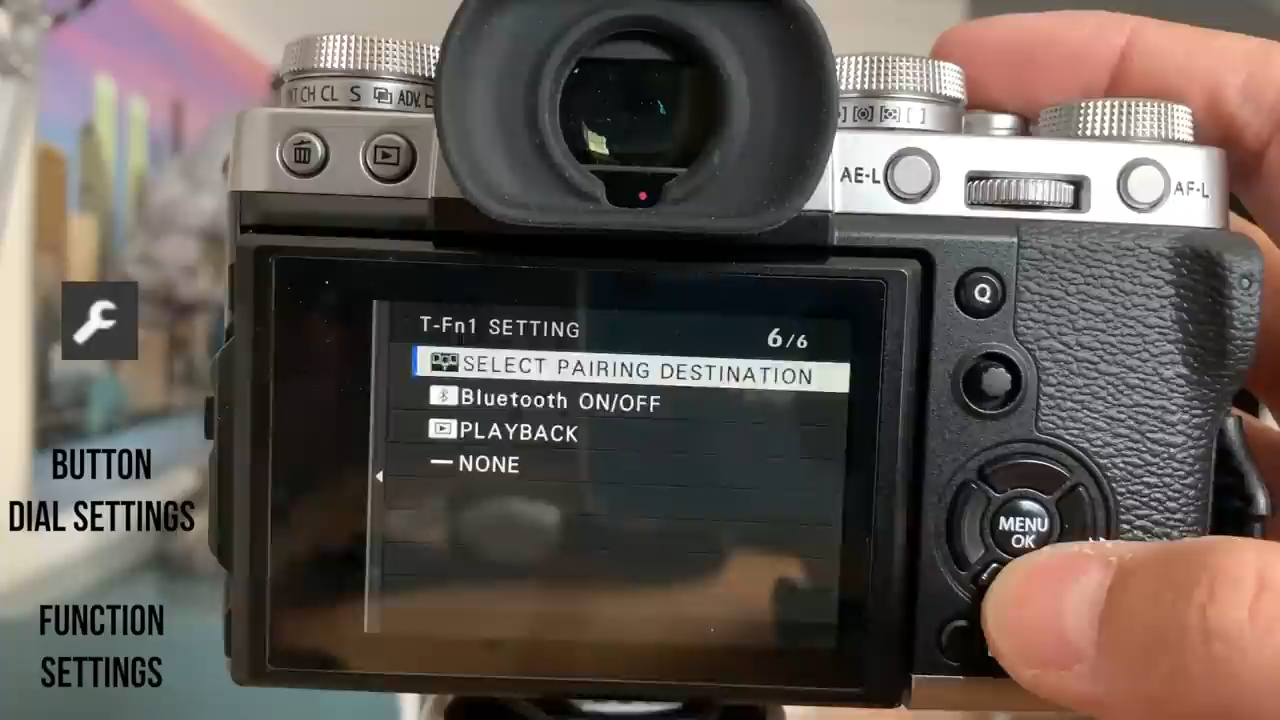 CH CL S ADV.
AE-L
AF-L
Q
T-Fn1 SETTING 6/6
SELECT PAIRING DESTINATION
Bluetooth ON/OFF
PLAYBACK
NONE
MENU
OK
BUTTON
DIAL SETTINGS
FUNCTION
SETTINGS